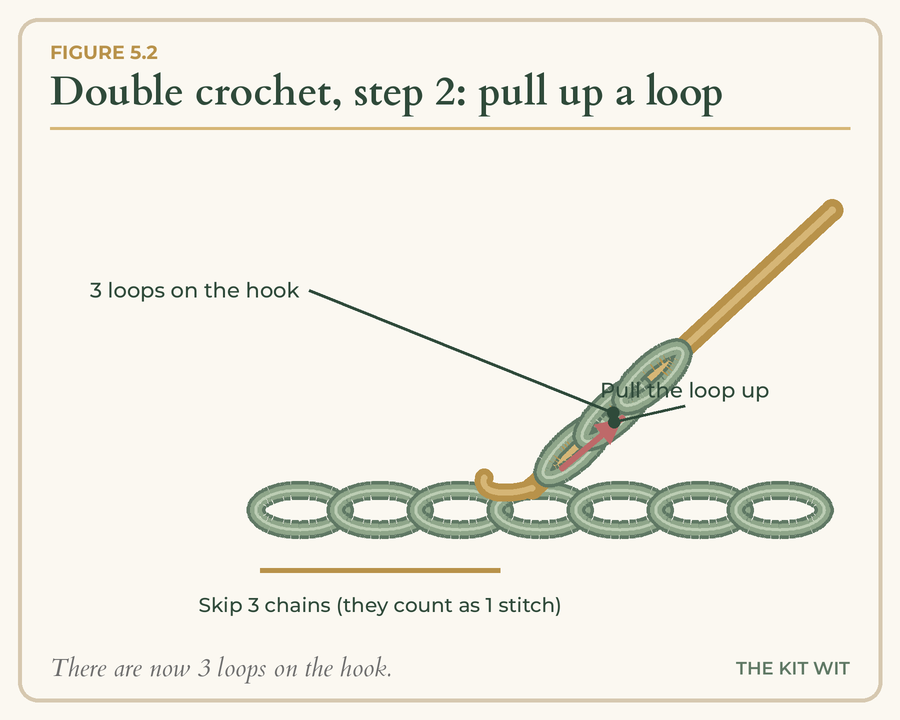 FIGURE 5.2
Double crochet, step 2: pull up a loop
3 loops on the hook
Pull the loop up
Skip 3 chains (they count as 1 stitch)
There are now 3 loops on the hook.
THE KIT WIT